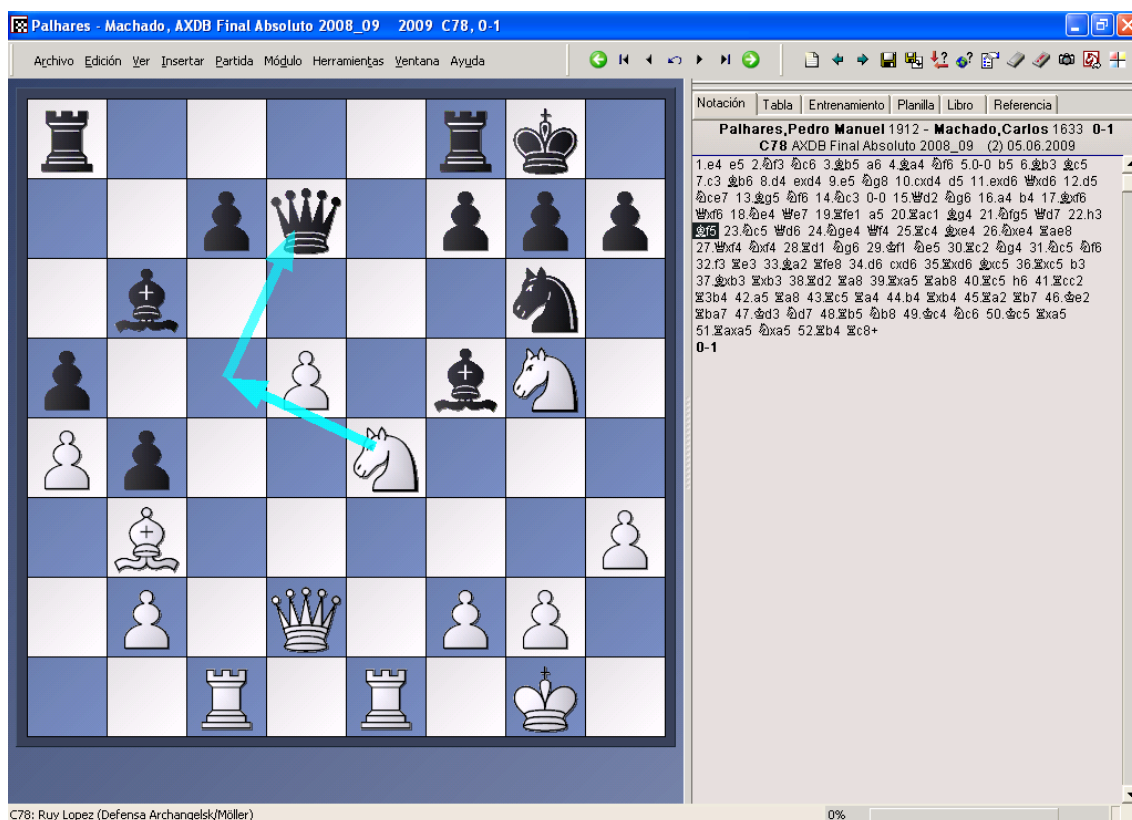 Palhares - Machado, AXDB Final Absoluto 2008_09 2009 C78, 0-1
Archivo Edición Ver Insertar Partida Módulo Herramientas Ventana Ayuda
Notación Tabla Entrenamiento Planilla Libro Referencia
Palhares,Pedro Manuel 1912 - Machado,Carlos 1633 0-1
C78 AXDB Final Absoluto 2008_09 (2) 05.06.2009
1.e4 e5 2.♘f3 ♘c6 3.♗b5 a6 4.♗a4 ♘f6 5.0-0 b5 6.♗b3 ♗c5
7.c3 ♗b6 8.d4 exd4 9.e5 ♘g8 10.cxd4 d5 11.exd6 ♕xd6 12.d5
♘ce7 13.♗g5 ♘f6 14.♘c3 0-0 15.♕d2 ♘g6 16.a4 b4 17.♗xf6
♕xf6 18.♘e4 ♕e7 19.♖fe1 a5 20.♖ac1 ♗g4 21.♘fg5 ♕d7 22.h3
♗f5 23.♘c5 ♕d6 24.♘ge4 ♕f4 25.♖c4 ♗xe4 26.♘xe4 ♖ae8
27.♕xf4 ♘xf4 28.♖d1 ♘g6 29.♔f1 ♘e5 30.♖c2 ♘g4 31.♘c5 ♘f6
32.f3 ♖e3 33.♗a2 ♖fe8 34.d6 cxd6 35.♖xd6 ♗xc5 36.♖xc5 b3
37.♗xb3 ♖xb3 38.♖d2 ♖a8 39.♖xa5 ♖ab8 40.♖c5 h6 41.♖cc2
♖3b4 42.a5 ♖a8 43.♖c5 ♖a4 44.b4 ♖xb4 45.♖a2 ♖b7 46.♔e2
♖ba7 47.♔d3 ♘d7 48.♖b5 ♘b8 49.♔c4 ♘c6 50.♔c5 ♖xa5
51.♖axa5 ♘xa5 52.♖b4 ♖c8+
0-1
C78: Ruy Lopez (Defensa Archangelsk/Möller)
0%